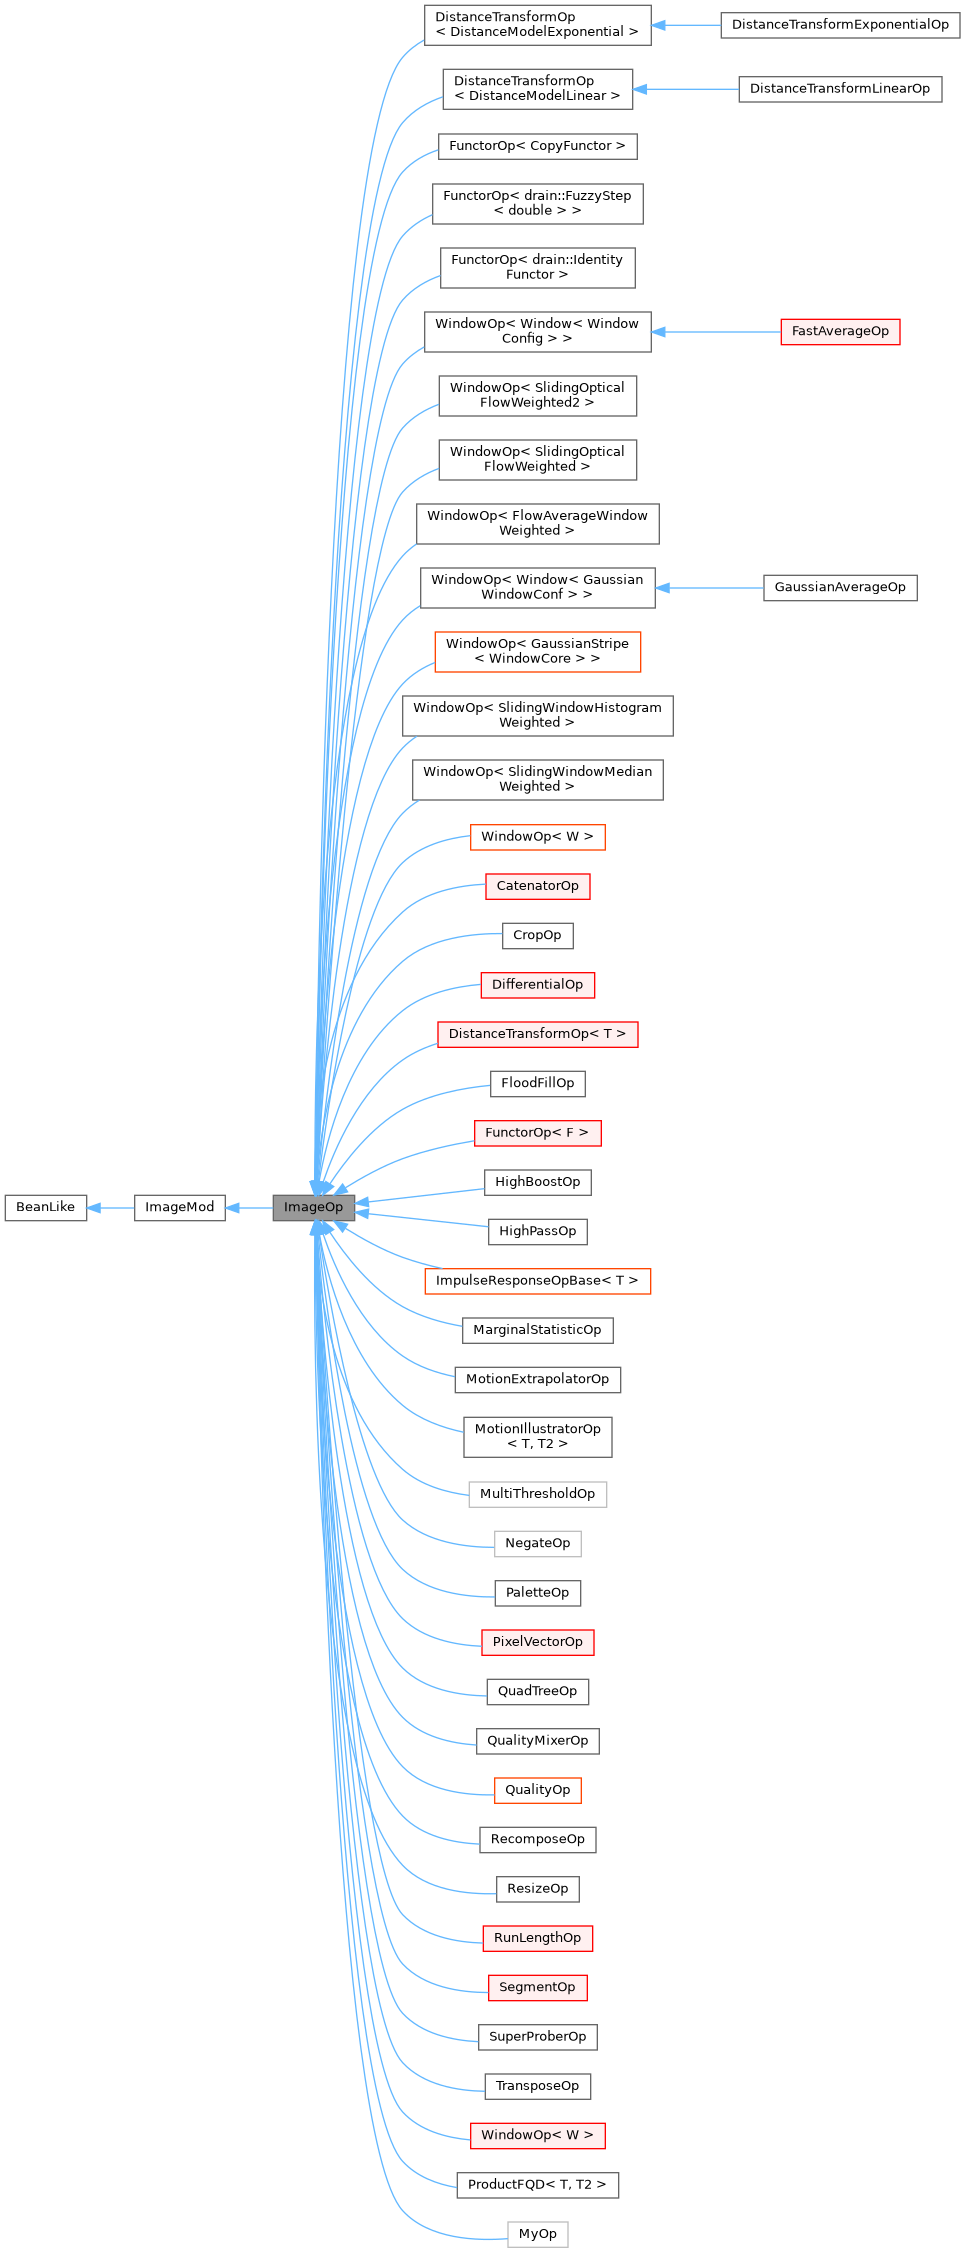 DistanceTransformOp
< DistanceModelExponential >
DistanceTransformExponentialOp
DistanceTransformOp
< DistanceModelLinear >
DistanceTransformLinearOp
FunctorOp< CopyFunctor >
FunctorOp< drain::FuzzyStep
< double > >
FunctorOp< drain::Identity
Functor >
WindowOp< Window< Window
Config > >
FastAverageOp
WindowOp< SlidingOptical
FlowWeighted2 >
WindowOp< SlidingOptical
FlowWeighted >
WindowOp< FlowAverageWindow
Weighted >
WindowOp< Window< Gaussian
WindowConf > >
GaussianAverageOp
WindowOp< GaussianStripe
< WindowCore > >
WindowOp< SlidingWindowHistogram
Weighted >
WindowOp< SlidingWindowMedian
Weighted >
WindowOp< W >
CatenatorOp
CropOp
DifferentialOp
DistanceTransformOp< T >
FloodFillOp
FunctorOp< F >
HighBoostOp
BeanLike
ImageMod
ImageOp
HighPassOp
ImpulseResponseOpBase< T >
MarginalStatisticOp
MotionExtrapolatorOp
MotionIllustratorOp
< T, T2 >
MultiThresholdOp
NegateOp
PaletteOp
PixelVectorOp
QuadTreeOp
QualityMixerOp
QualityOp
RecomposeOp
ResizeOp
RunLengthOp
SegmentOp
SuperProberOp
TransposeOp
WindowOp< W >
ProductFQD< T, T2 >
MyOp